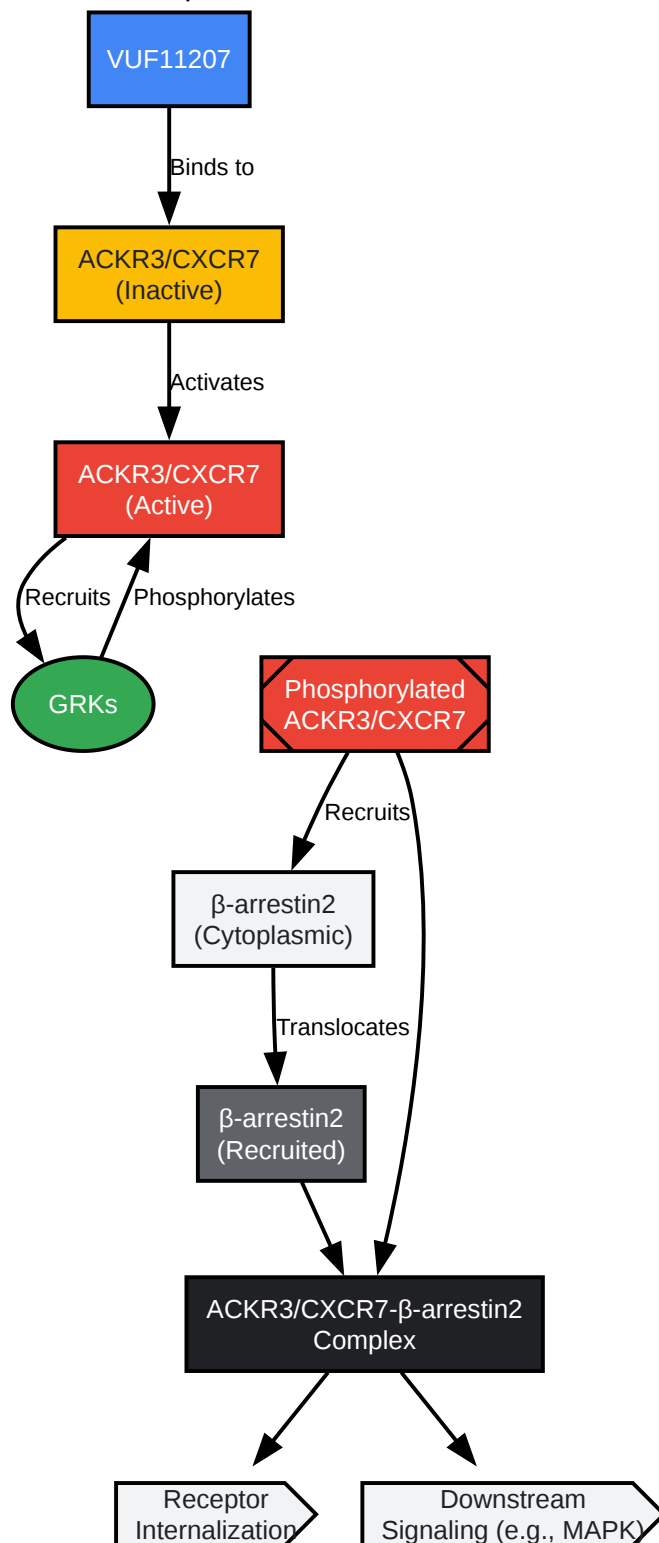 VUF11207
Binds to
ACKR3/CXCR7
(Inactive)
Activates
ACKR3/CXCR7
(Active)
Recruits
Phosphorylates
GRKs
Phosphorylated
ACKR3/CXCR7
Recruits
β-arrestin2
(Cytoplasmic)
Translocates
β-arrestin2
(Recruited)
ACKR3/CXCR7-β-arrestin2
Complex
Receptor
Internalization
Downstream
Signaling (e.g., MAPK)